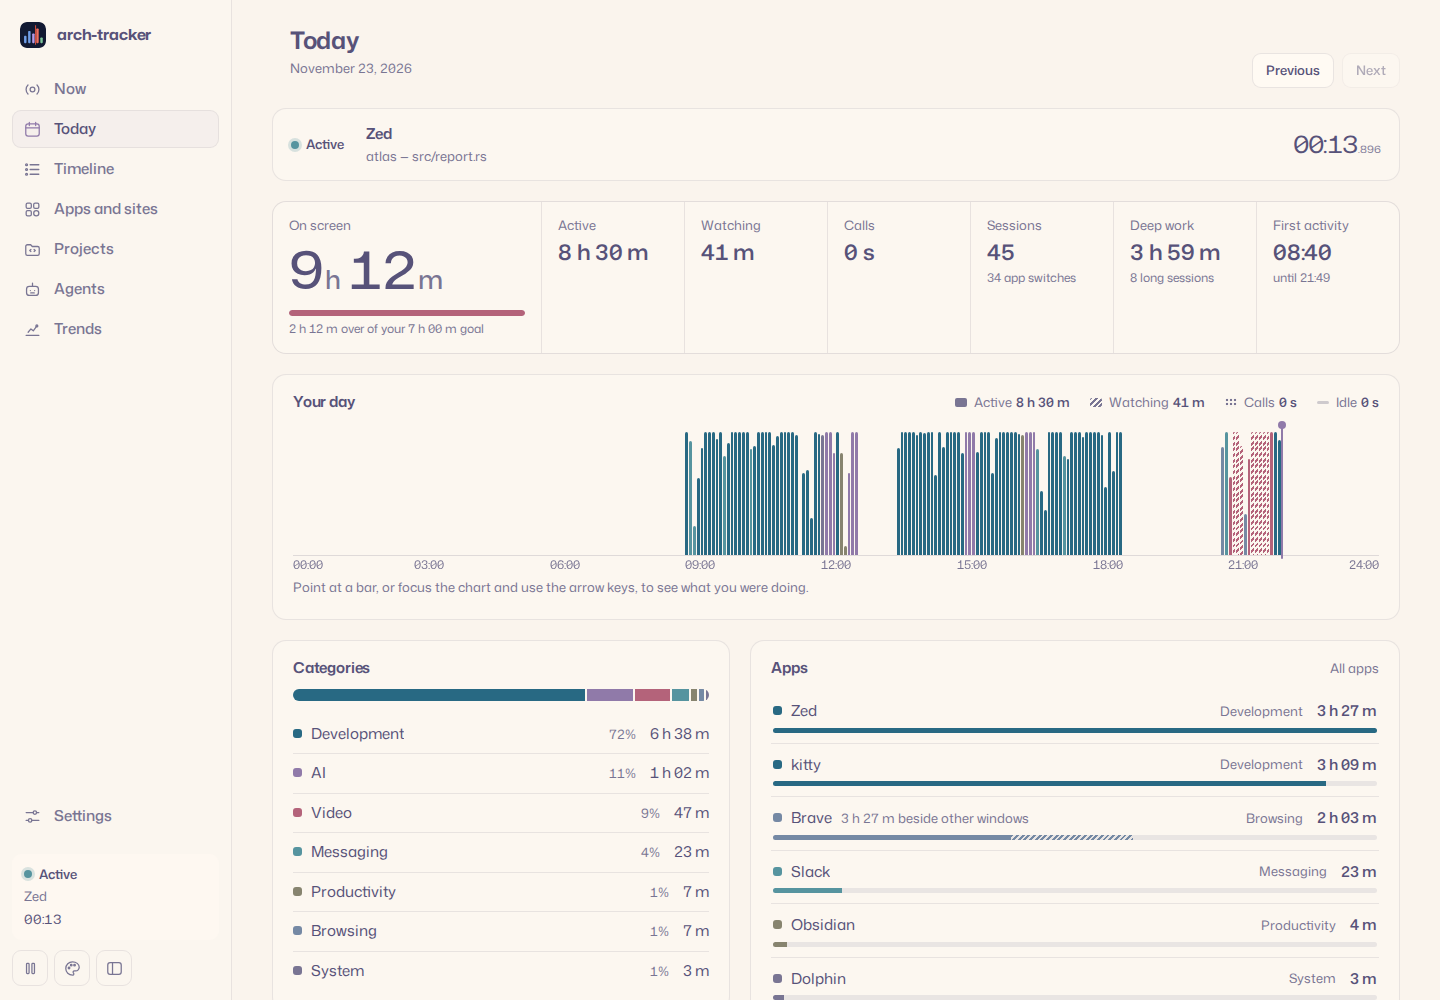 arch-tracker
Now
Today
Timeline
Apps and sites
Projects
Agents
Trends
Settings
Active
Zed
00:13
Today
November 23, 2026
Previous
Next
Active
Zed
atlas — src/report.rs
00:13.896
On screen
9h 12m
2 h 12 m over of your 7 h 00 m goal
Active
8 h 30 m
Watching
41 m
Calls
0 s
Sessions
45
34 app switches
Deep work
3 h 59 m
8 long sessions
First activity
08:40
until 21:49
Your day
Active 8 h 30 m
Watching 41 m
Calls 0 s
Idle 0 s
00:00 03:00 06:00 09:00 12:00 15:00 18:00 21:00 24:00
Point at a bar, or focus the chart and use the arrow keys, to see what you were doing.
Categories
Development 72% 6 h 38 m
AI 11% 1 h 02 m
Video 9% 47 m
Messaging 4% 23 m
Productivity 1% 7 m
Browsing 1% 7 m
System 1% 3 m
Apps
All apps
Zed Development 3 h 27 m
kitty Development 3 h 09 m
Brave 3 h 27 m beside other windows Browsing 2 h 03 m
Slack Messaging 23 m
Obsidian Productivity 4 m
Dolphin System 3 m